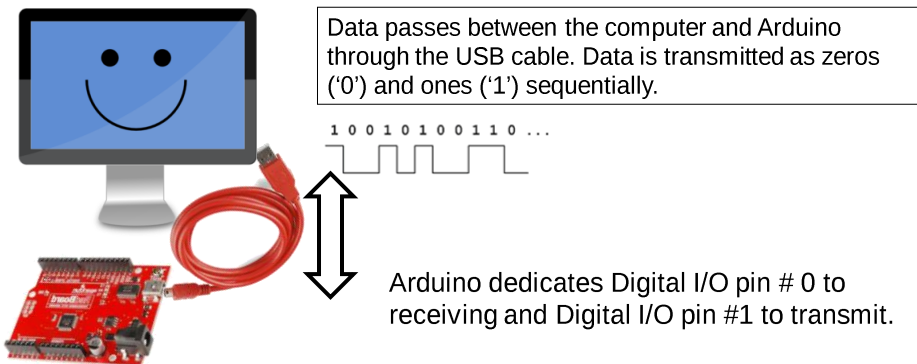 Data passes between the computer and Arduino
through the USB cable. Data is transmitted as zeros
(‘0’) and ones (‘1’) sequentially.
1 0 0 1 0 1 0 0 1 1 0 ...
Arduino dedicates Digital I/O pin # 0 to
receiving and Digital I/O pin #1 to transmit.